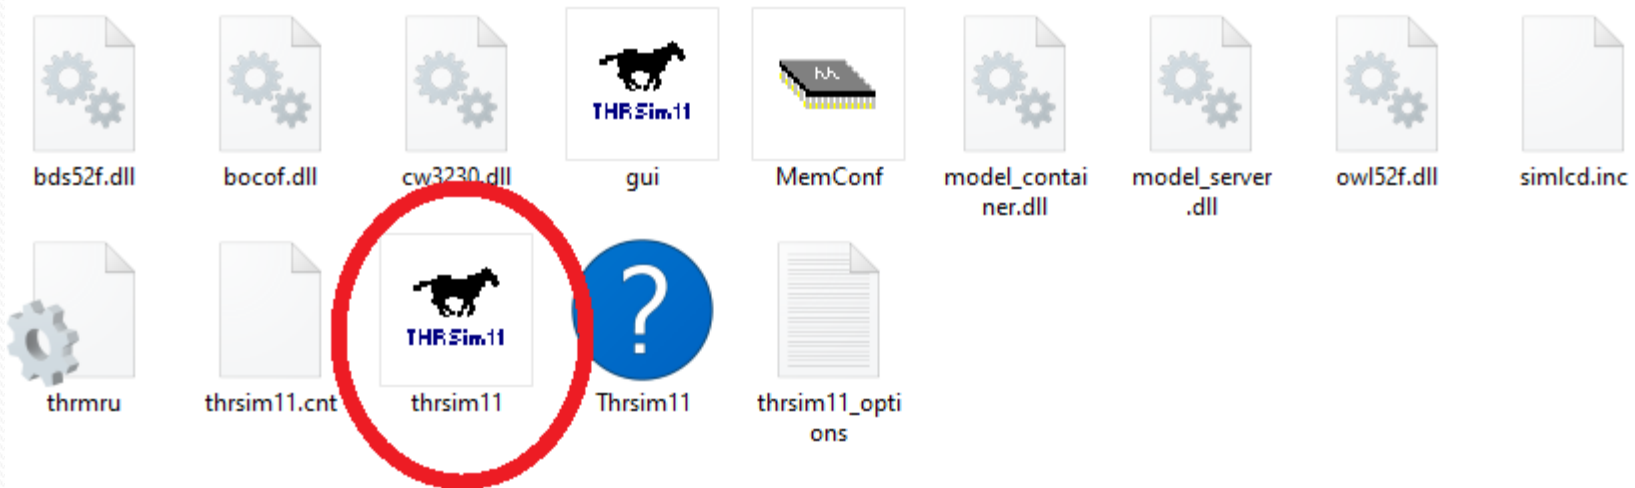 THRSim11
hh
bds52f.dll
bocof.dll
cw3230.dll
gui
MemConf
model_contai
ner.dll
model_server
.dll
owl52f.dll
simlcd.inc
THRSim11
?
thrmru
thrsim11.cnt
thrsim11
Thrsim11
thrsim11_opti
ons